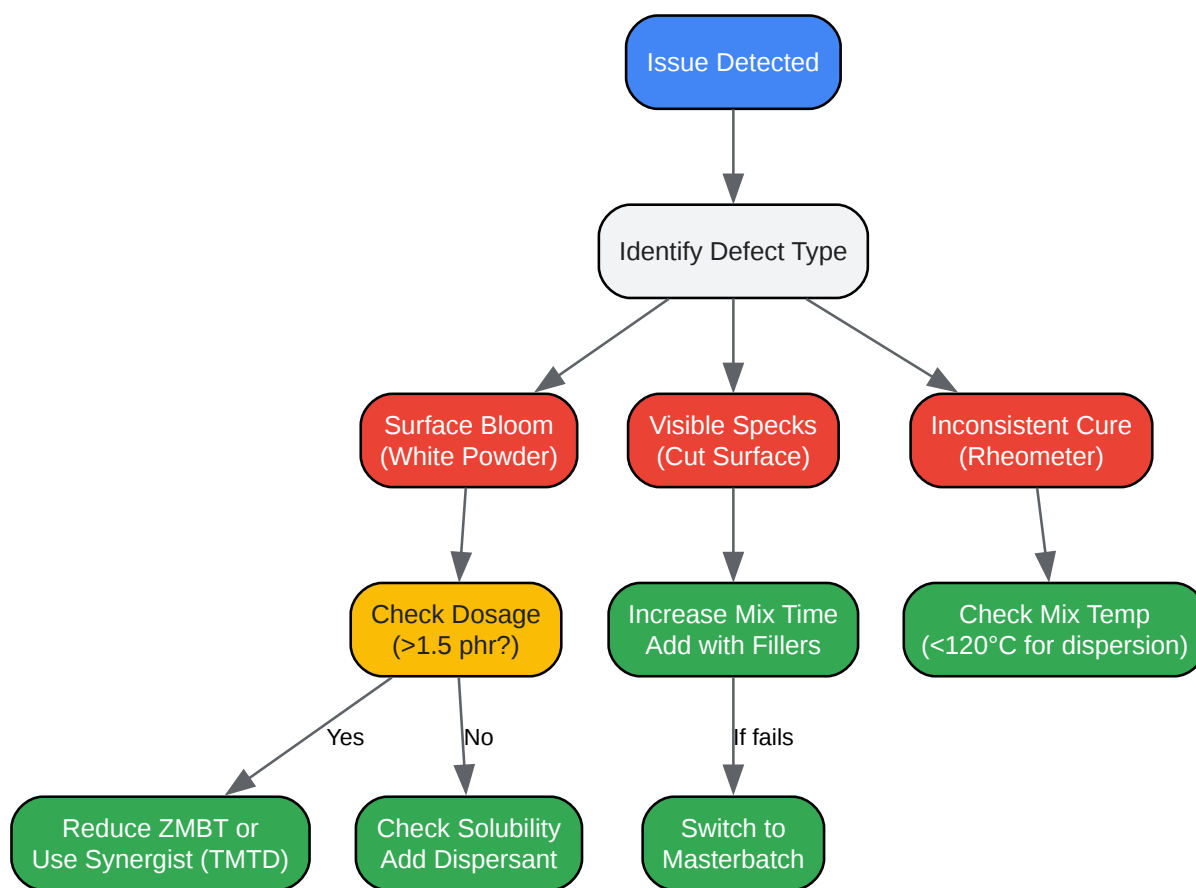 Issue Detected
Identify Defect Type
Surface Bloom
(White Powder)
Visible Specks
(Cut Surface)
Inconsistent Cure
(Rheometer)
Check Dosage
(>1.5 phr?)
Increase Mix Time
Add with Fillers
Check Mix Temp
(<120°C for dispersion)
Yes
No
If fails
Reduce ZMBT or
Use Synergist (TMTD)
Check Solubility
Add Dispersant
Switch to
Masterbatch